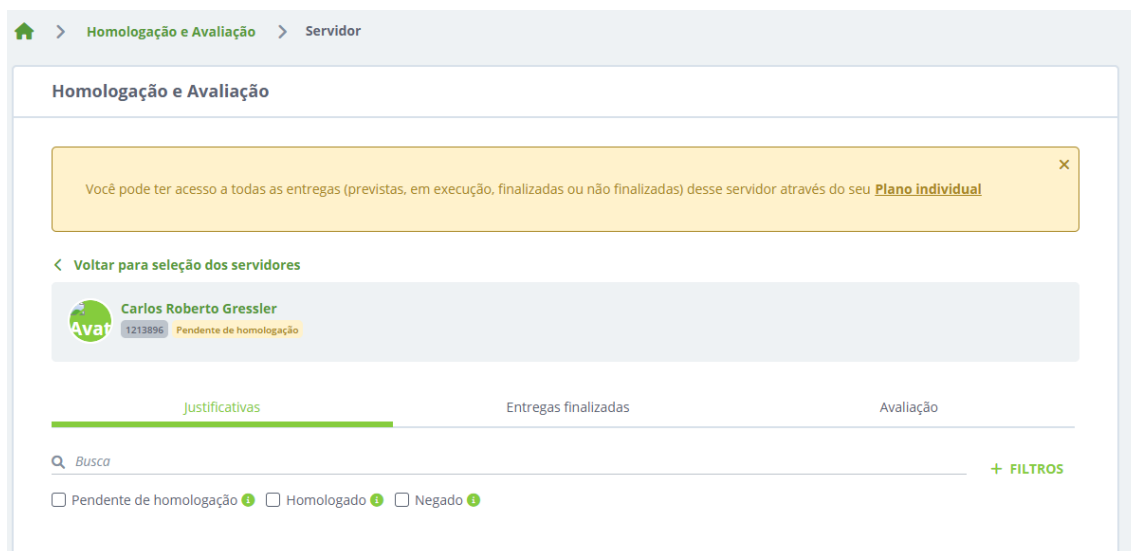 Homologação e Avaliação Servidor
Homologação e Avaliação
Você pode ter acesso a todas as entregas (previstas, em execução, finalizadas ou não finalizadas) desse servidor através do seu Plano individual
Voltar para seleção dos servidores
Carlos Roberto Gressler
Avat
1213896 Pendente de homologação
Justificativas Entregas finalizadas Avaliação
Busca
+ FILTROS
Pendente de homologação Homologado Negado